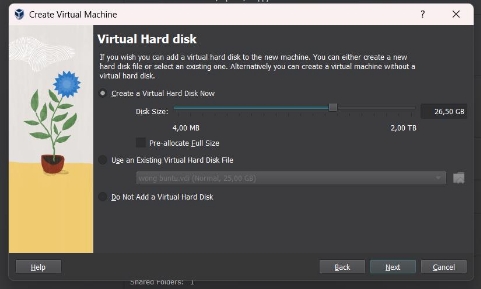 Create Virtual Machine
Virtual Hard disk
If you wish you can add a virtual hard disk to the new machine. You can either create a new
hard disk file or select an existing one. Alternatively you can create a virtual machine without a
virtual hard disk.
Create a Virtual Hard Disk Now
Disk Size:
26,50 GB
4,00 MB
2,00 TB
Pre-allocate Full Size
Use an Existing Virtual Hard Disk File
(Normal, 25,00 GB)
Do Not Add a Virtual Hard Disk
Help
Back
Next
Cancel
Shared Folders: 1